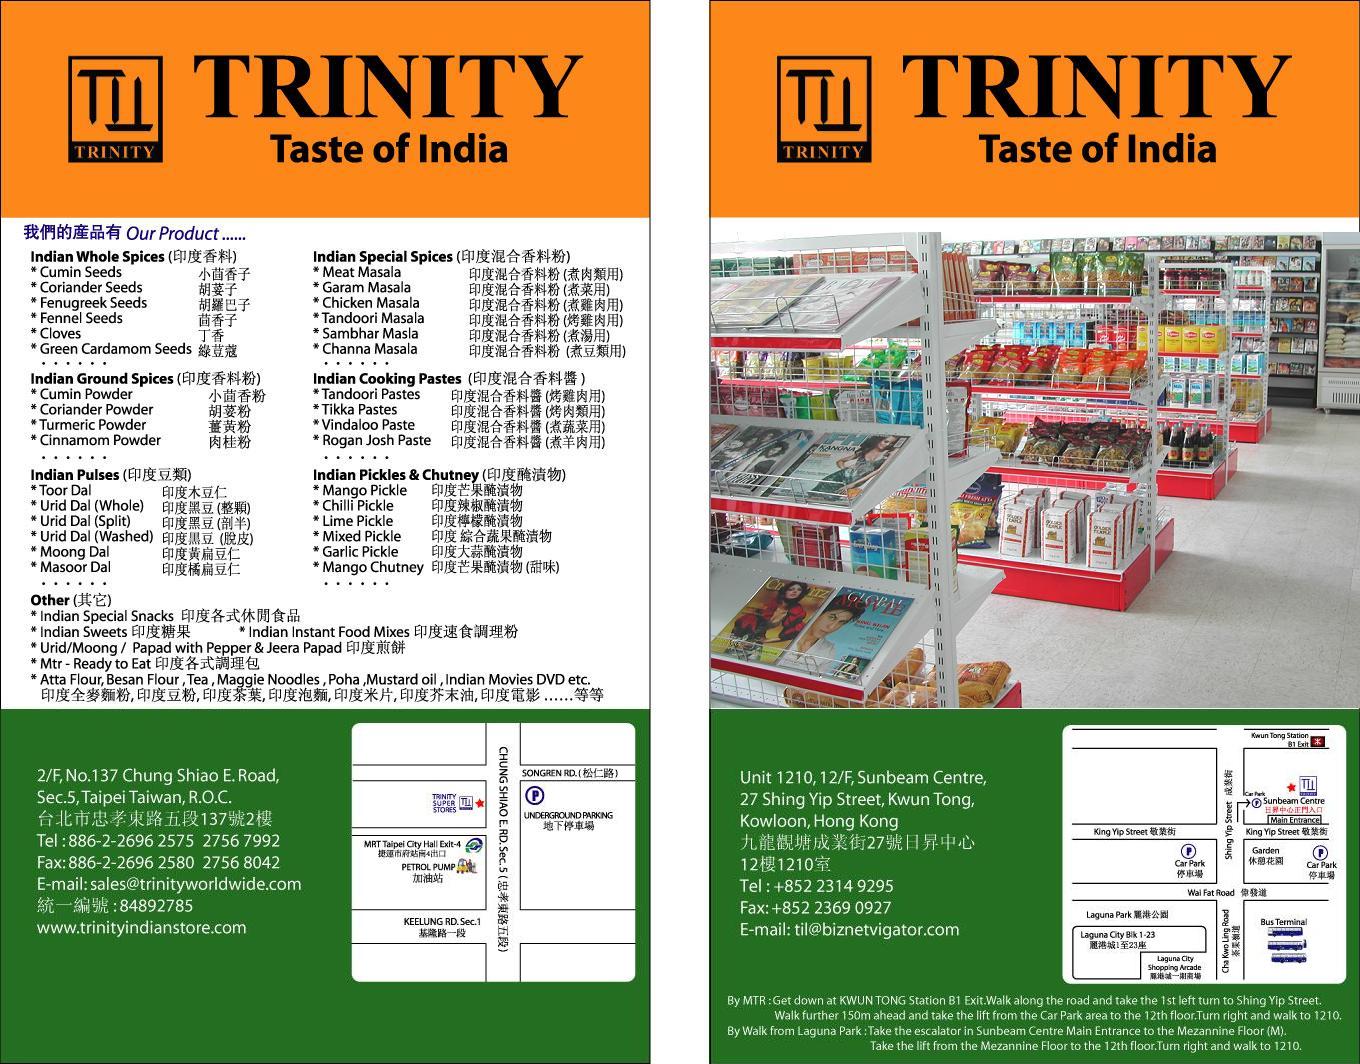 TRINITY
TRINITY
Taste of India
我們的產品有 Our Product ......
Indian Whole Spices (印度香料)
* Cumin Seeds 小茴香子
* Coriander Seeds 胡荽子
* Fenugreek Seeds 胡羅巴子
* Fennel Seeds 茴香子
* Cloves 丁香
* Green Cardamom Seeds 綠荳蔻
. . . . . .
Indian Ground Spices (印度香料粉)
* Cumin Powder 小茴香粉
* Coriander Powder 胡荽粉
* Turmeric Powder 薑黃粉
* Cinnamom Powder 肉桂粉
. . . . . .
Indian Pulses (印度豆類)
* Toor Dal 印度木豆仁
* Urid Dal (Whole) 印度黑豆 (整顆)
* Urid Dal (Split) 印度黑豆 (剖半)
* Urid Dal (Washed) 印度黑豆 (脫皮)
* Moong Dal 印度黃扁豆仁
* Masoor Dal 印度橘扁豆仁
. . . . . .
Indian Special Spices (印度混合香料粉)
* Meat Masala 印度混合香料粉 (煮肉類用)
* Garam Masala 印度混合香料粉 (煮菜用)
* Chicken Masala 印度混合香料粉 (煮雞肉用)
* Tandoori Masala 印度混合香料粉 (烤雞肉用)
* Sambhar Masla 印度混合香料粉 (煮湯用)
* Channa Masala 印度混合香料粉 (煮豆類用)
. . . . . .
Indian Cooking Pastes (印度混合香料醬 )
* Tandoori Pastes 印度混合香料醬 (烤雞肉用)
* Tikka Pastes 印度混合香料醬 (烤肉類用)
* Vindaloo Paste 印度混合香料醬 (煮蔬菜用)
* Rogan Josh Paste 印度混合香料醬 (煮羊肉用)
. . . . . .
Indian Pickles & Chutney (印度醃漬物)
* Mango Pickle 印度芒果醃漬物
* Chilli Pickle 印度辣椒醃漬物
* Lime Pickle 印度檸檬醃漬物
* Mixed Pickle 印度 綜合蔬果醃漬物
* Garlic Pickle 印度大蒜醃漬物
* Mango Chutney 印度芒果醃漬物 (甜味)
. . . . . .
Other (其它)
* Indian Special Snacks 印度各式休閒食品
* Indian Sweets 印度糖果 * Indian Instant Food Mixes 印度速食調理粉
* Urid/Moong / Papad with Pepper & Jeera Papad 印度煎餅
* Mtr - Ready to Eat 印度各式調理包
* Atta Flour, Besan Flour , Tea , Maggie Noodles , Poha ,Mustard oil , Indian Movies DVD etc.
印度全麥麵粉, 印度豆粉, 印度茶葉, 印度泡麵, 印度米片, 印度芥末油, 印度電影 ......等等
2/F, No.137 Chung Shiao E. Road,
Sec.5, Taipei Taiwan, R.O.C.
台北市忠孝東路五段137號2樓
Tel : 886-2-2696 2575 2756 7992
Fax: 886-2-2696 2580 2756 8042
E-mail: sales@trinityworldwide.com
統一編號 : 84892785
www.trinityindianstore.com
CHUNG SHIAO E. RD. Sec. 5 (忠孝東路五段)
SONGREN RD. (松仁路)
TRINITY
SUPER
STORES
P
UNDERGROUND PARKING
地下停車場
MRT Taipei City Hall Exit-4
捷運市府站南4出口
PETROL PUMP
加油站
KEELUNG RD. Sec.1
基隆路一段
TRINITY
TRINITY
Taste of India
KANGNA
GLOBAL
MOVIE
GOLDEN
TEMPLE
Unit 1210, 12/F, Sunbeam Centre,
27 Shing Yip Street, Kwun Tong,
Kowloon, Hong Kong
九龍觀塘成業街27號日昇中心
12樓1210室
Tel : +852 2314 9295
Fax: +852 2369 0927
E-mail: til@biznetvigator.com
Kwun Tong Station
B1 Exit
Shing Yip Street 成業街
Car Park
P
Sunbeam Centre
日昇中心正門入口
Main Entrance
King Yip Street 敬業街
King Yip Street 敬業街
P
Car Park
停車場
Garden
休憩花園
P
Car Park
停車場
Wai Fat Road 偉發道
Laguna Park 麗港公園
Laguna City Blk 1-23
麗港城1至23座
Laguna City
Shopping Arcade
麗港城一期商場
Cha Kwo Ling Road
茶果嶺道
Bus Terminal
By MTR : Get down at KWUN TONG Station B1 Exit.Walk along the road and take the 1st left turn to Shing Yip Street.
Walk further 150m ahead and take the lift from the Car Park area to the 12th floor.Turn right and walk to 1210.
By Walk from Laguna Park : Take the escalator in Sunbeam Centre Main Entrance to the Mezannine Floor (M).
Take the lift from the Mezannine Floor to the 12th floor.Turn right and walk to 1210.